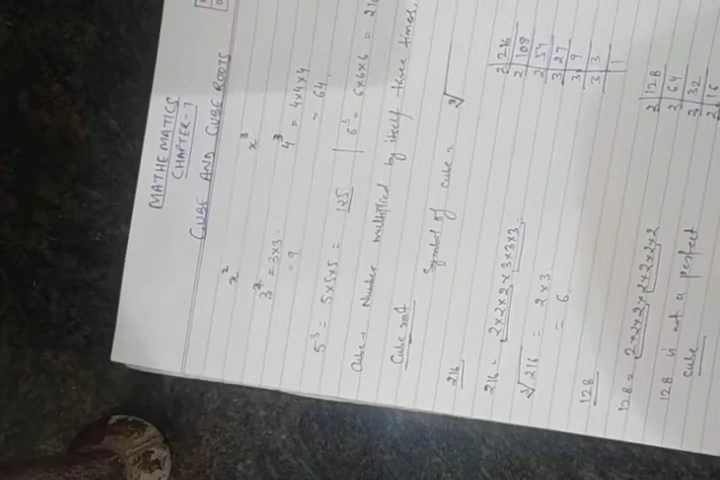 MATHEMATICS
CHAPTER-7
CUBE AND CUBE ROOTS
x² x³
3² = 3×3. 4³ = 4×4×4
= 9 = 64.
5³ = 5×5×5 = 125 | 6³ = 6×6×6 = 21
Cube → Number multiplied by itself three times.
Cube root Symbol of cube = ∛
216
216 = 2×2×2×3×3×3
∛216 = 2×3
= 6
2 | 216
2 | 108
2 | 54
3 | 27
3 | 9
3 | 3
1
128
128 = 2×2×2×2×2×2×2
128 is not a perfect
cube
2 | 128
2 | 64
2 | 32
2 | 16